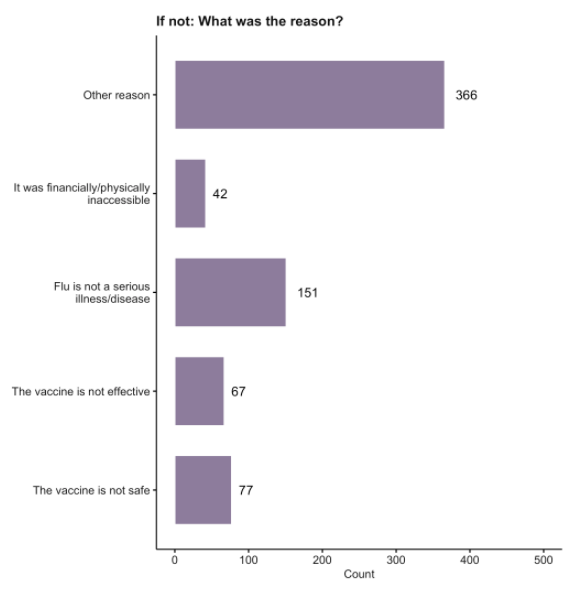 If not: What was the reason?
Other reason
366
It was financially/physically
inaccessible
42
Flu is not a serious
illness/disease
151
The vaccine is not effective
67
The vaccine is not safe
77
0 100 200 300 400 500
Count